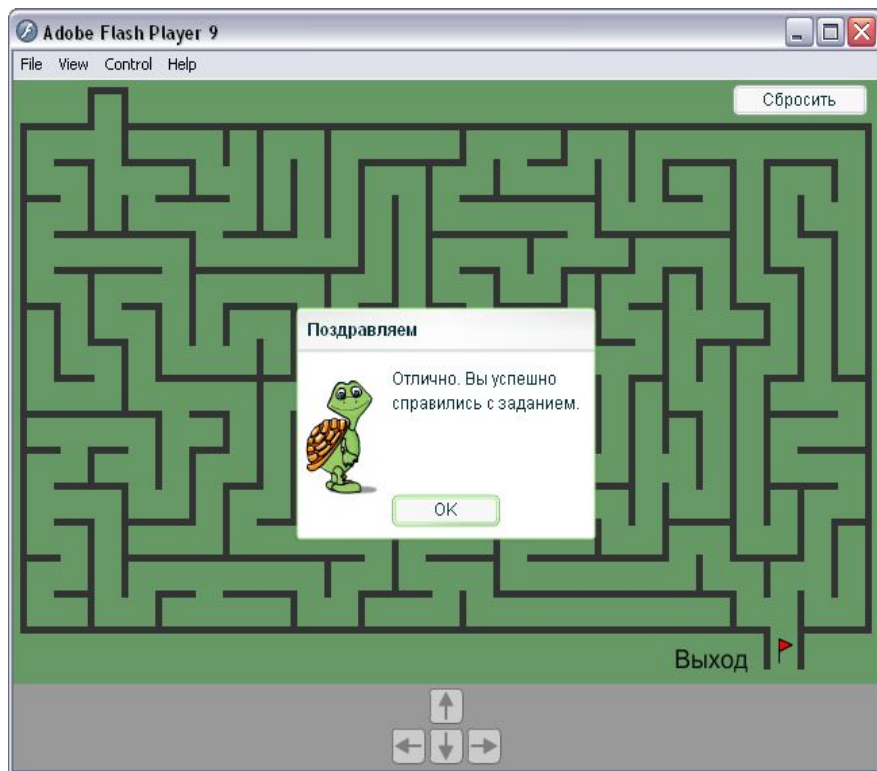 Adobe Flash Player 9
File View Control Help
Сбросить
Поздравляем
Отлично. Вы успешно
справились с заданием.
OK
Выход